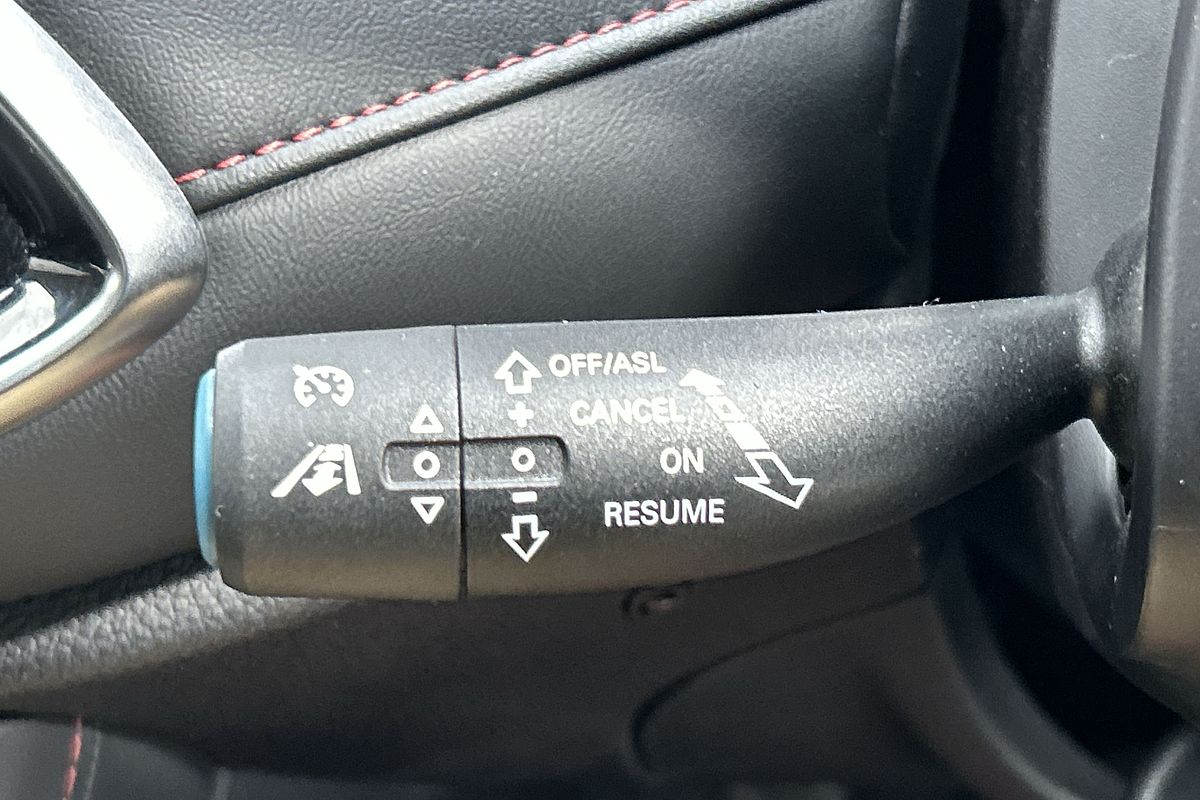 OFF/ASL
+ CANCEL
ON
− RESUME